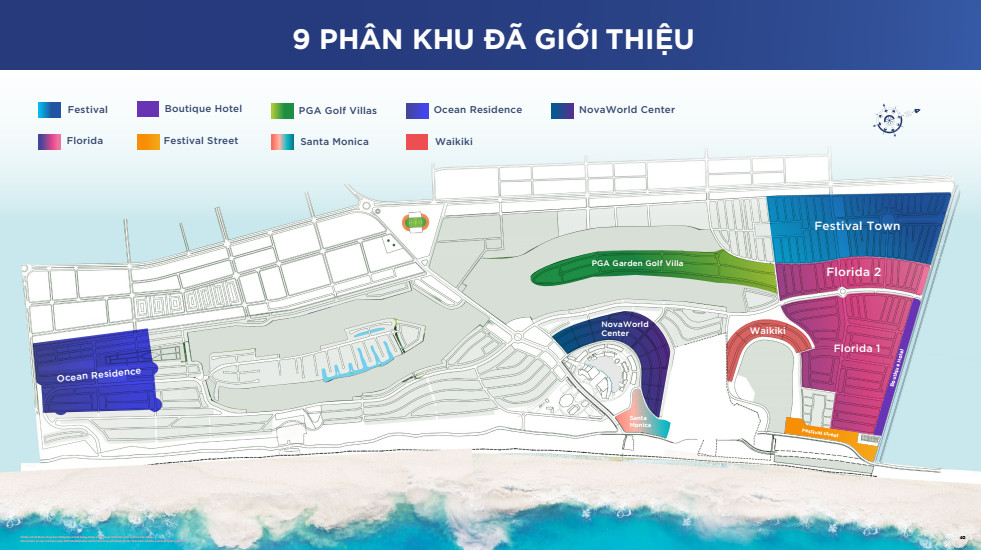 9 PHÂN KHU ĐÃ GIỚI THIỆU
Festival
Boutique Hotel
PGA Golf Villas
Ocean Residence
NovaWorld Center
Florida
Festival Street
Santa Monica
Waikiki
Festival Town
PGA Garden Golf Villa
Florida 2
NovaWorld
Center
Waikiki
Florida 1
Ocean Residence
Boutique Hotel
Santa
Monica
Festival street
40